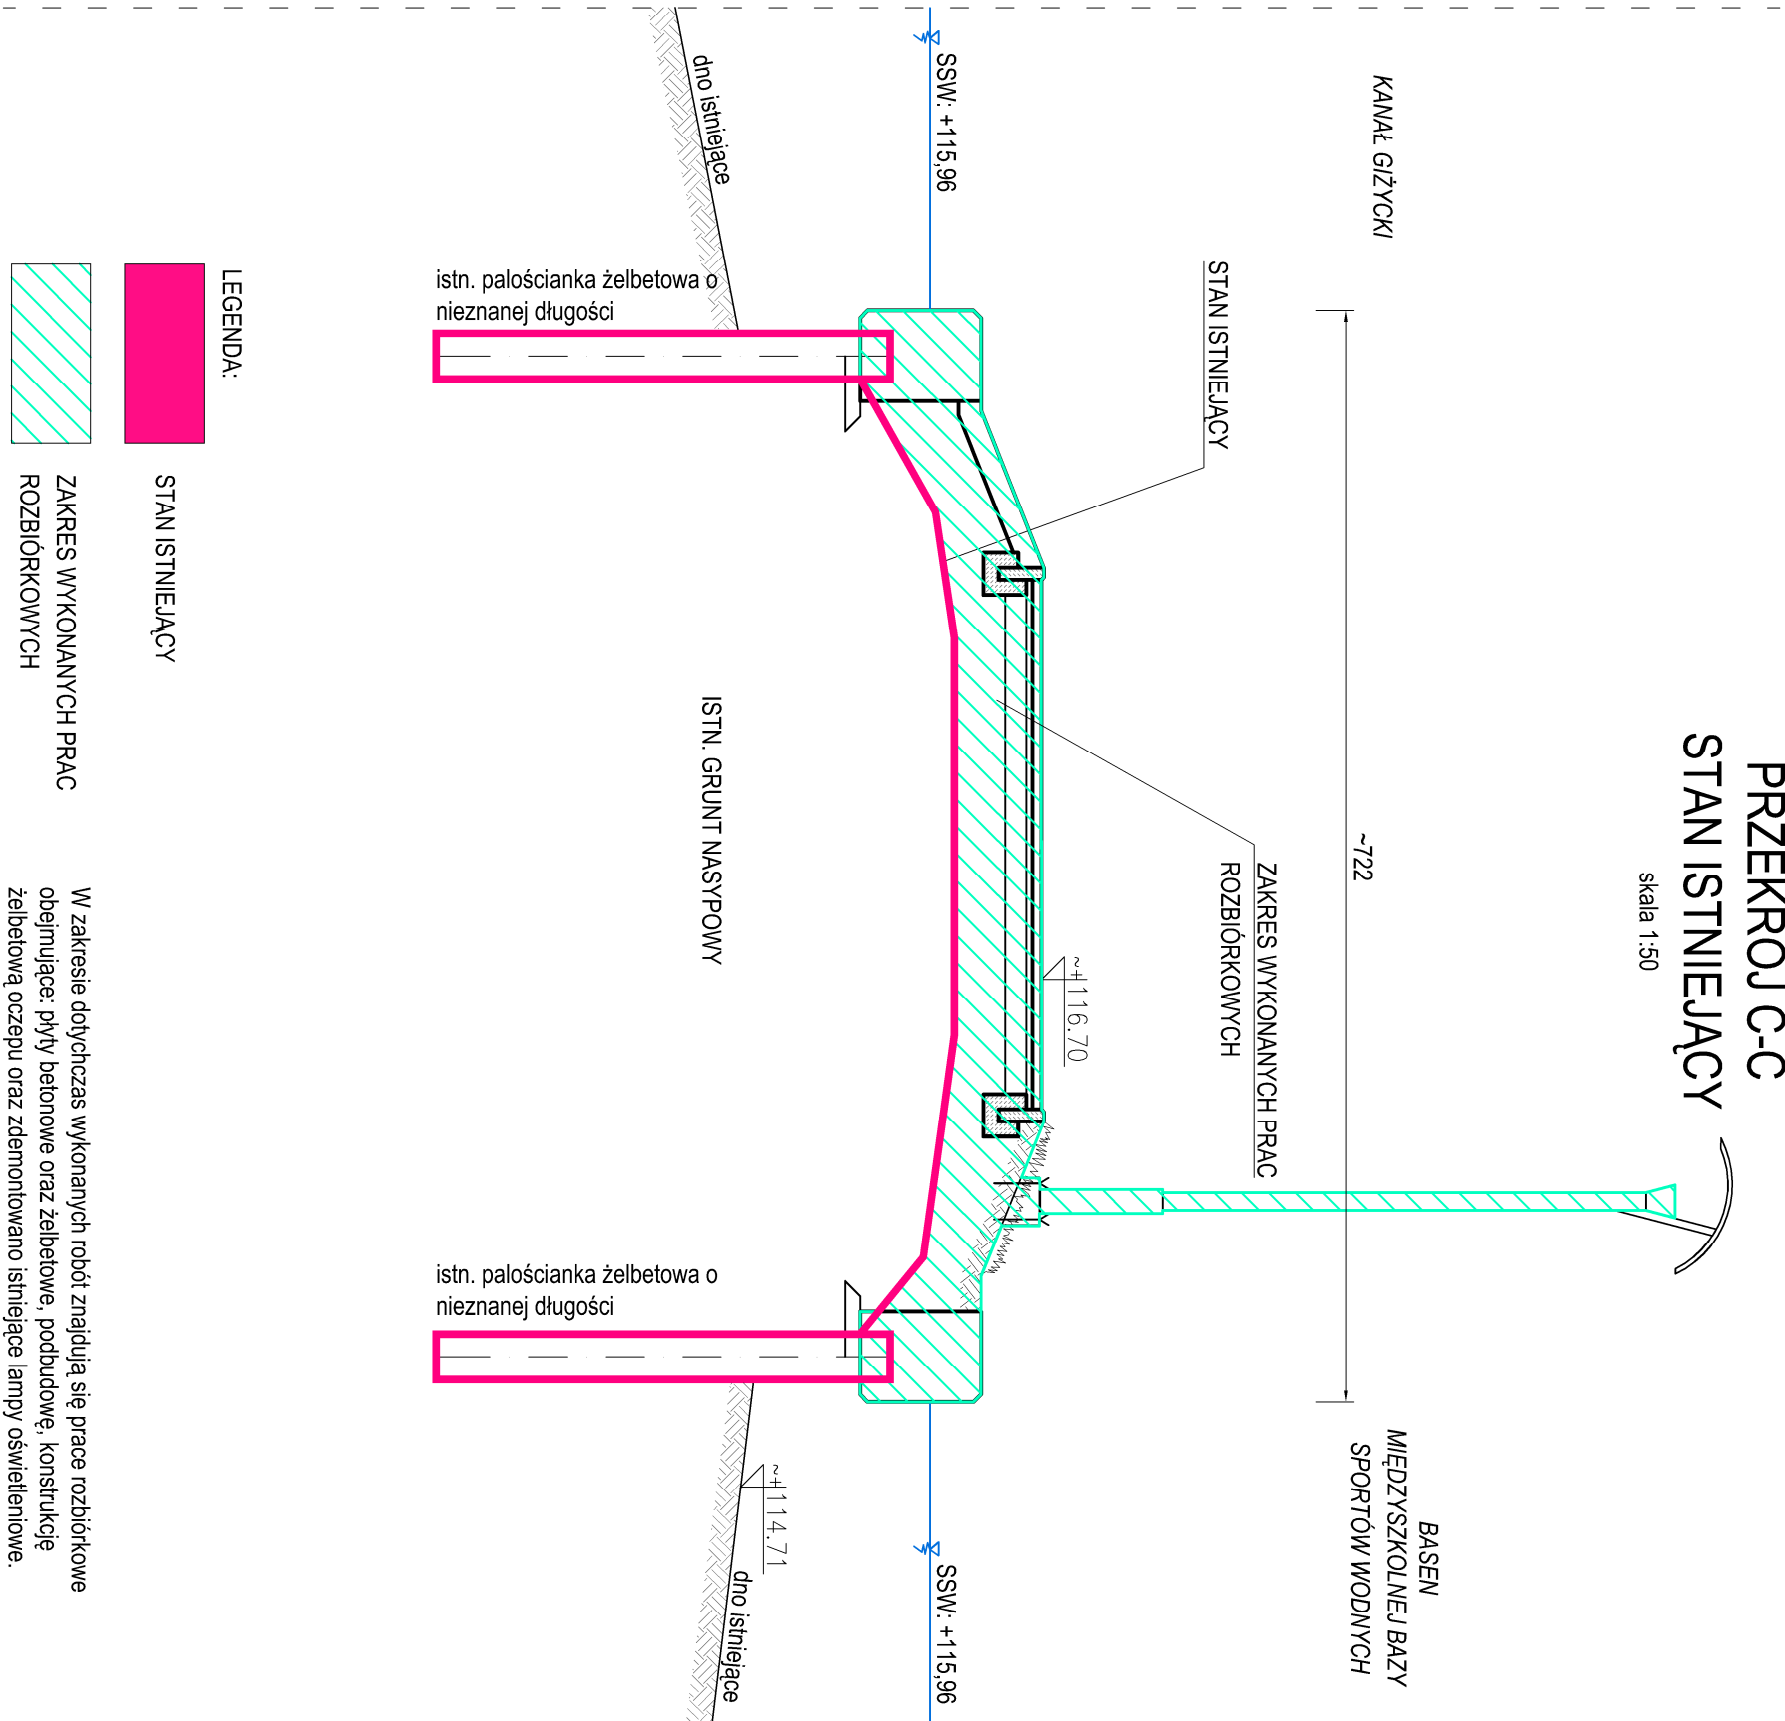 PRZEKRÓJ C-C
STAN ISTNIEJĄCY
skala 1:50
KANAŁ GIŻYCKI
BASEN
MIĘDZYSZKOLNEJ BAZY
SPORTÓW WODNYCH
~722
STAN ISTNIEJĄCY
ZAKRES WYKONANYCH PRAC
ROZBIÓRKOWYCH
~+116.70
SSW: +115,96
SSW: +115,96
dno istniejące
~+114.71
dno istniejące
ISTN. GRUNT NASYPOWY
istn. palościanka żelbetowa o
nieznanej długości
istn. palościanka żelbetowa o
nieznanej długości
LEGENDA:
STAN ISTNIEJĄCY
ZAKRES WYKONANYCH PRAC
ROZBIÓRKOWYCH
W zakresie dotychczas wykonanych robót znajdują się prace rozbiórkowe
obejmujące: płyty betonowe oraz żelbetowe, podbudowę, konstrukcję
żelbetową oczepu oraz zdemontowano istniejące lampy oświetleniowe.